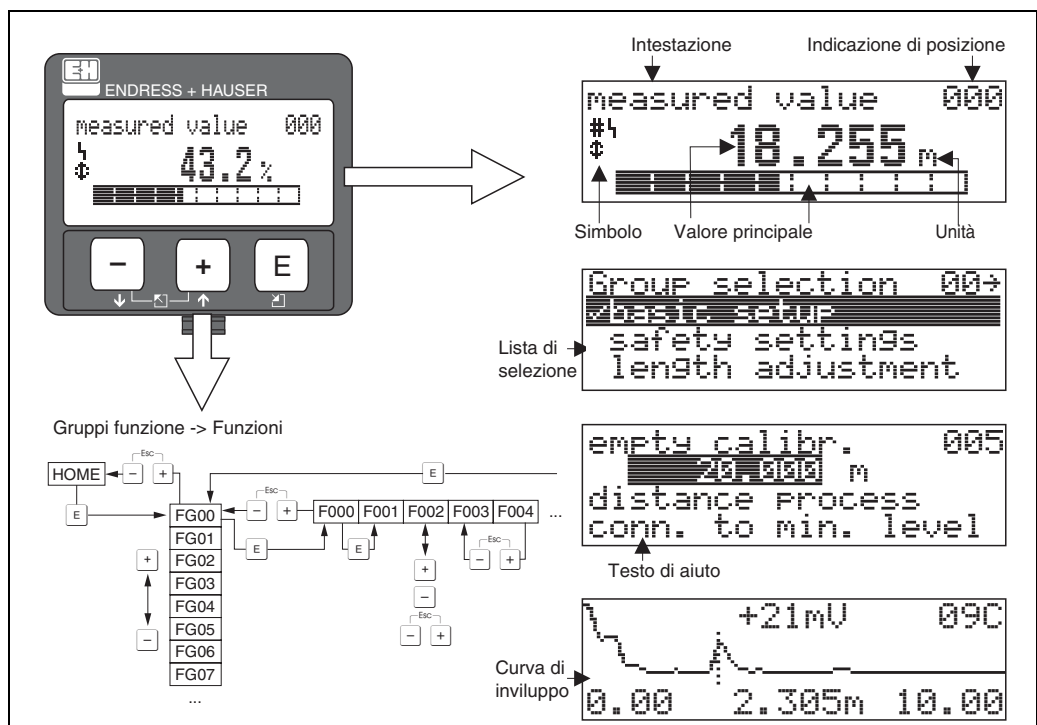 ENDRESS + HAUSER
measured value 000
43.2 %
- + E
Intestazione
Indicazione di posizione
measured value 000
18.255 m
Simbolo
Valore principale
Unità
Group selection 00→
✓basic setup
safety settings
length adjustment
Lista di
selezione
empty calibr. 005
20.000 m
distance process
conn. to min. level
Testo di aiuto
+21mV 09C
0.00 2.305m 10.00
Curva di
inviluppo
Gruppi funzione -> Funzioni
HOME
Esc
- +
E
E
FG00
FG01
FG02
FG03
FG04
FG05
FG06
FG07
...
+
-
Esc
- +
E
F000 F001 F002 F003 F004 ...
E
+
-
Esc
- +
Esc
- +